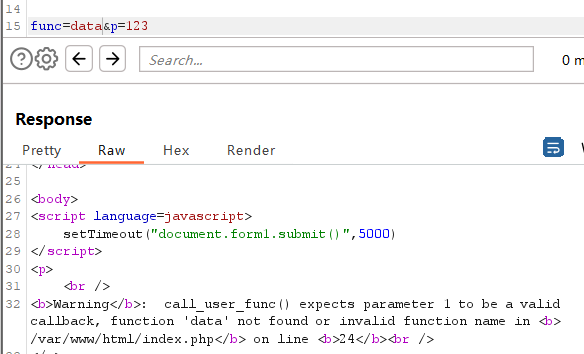 14
15 func=data&p=123
Search...
0 m
Response
Pretty Raw Hex Render
24 </head>
25
26 <body>
27 <script language=javascript>
28 setTimeout("document.form1.submit()",5000)
29 </script>
30 <p>
31 <br />
32 <b>Warning</b>:  call_user_func() expects parameter 1 to be a valid
callback, function 'data' not found or invalid function name in <b>
/var/www/html/index.php</b> on line <b>24</b><br />